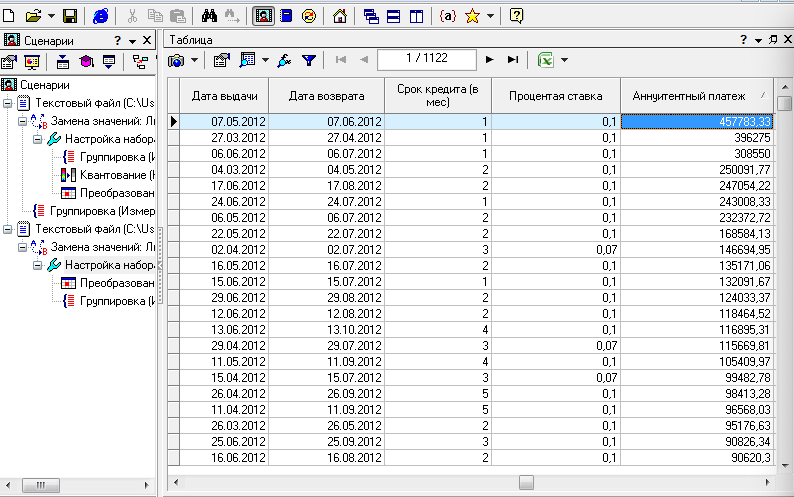 Сценарии ?
Таблица ?
1 / 1122
Сценарии
Текстовый файл (C:\Us
Замена значений: Ль
Настройка набор
Группировка (И
Квантование (Н
Преобразован
Группировка (Измер
Текстовый файл (C:\Us
Замена значений: Ль
Настройка набор
Преобразован
Группировка (И
Дата выдачи Дата возврата Срок кредита (в мес) Процентая ставка Аннуитентный платеж
07.05.2012 07.06.2012 1 0,1 457783,33
27.03.2012 27.04.2012 1 0,1 396275
06.06.2012 06.07.2012 1 0,1 308550
04.03.2012 04.05.2012 2 0,1 250091,77
17.06.2012 17.08.2012 2 0,1 247054,22
24.06.2012 24.07.2012 1 0,1 243008,33
06.05.2012 06.07.2012 2 0,1 232372,72
22.05.2012 22.07.2012 2 0,1 168584,13
02.04.2012 02.07.2012 3 0,07 146694,95
16.05.2012 16.07.2012 2 0,1 135171,06
15.06.2012 15.07.2012 1 0,1 132091,67
29.06.2012 29.08.2012 2 0,1 124033,37
12.06.2012 12.08.2012 2 0,1 118464,52
13.06.2012 13.10.2012 4 0,1 116895,31
29.04.2012 29.07.2012 3 0,07 115669,81
11.05.2012 11.09.2012 4 0,1 105409,97
15.04.2012 15.07.2012 3 0,07 99482,78
26.04.2012 26.09.2012 5 0,1 98413,28
11.04.2012 11.09.2012 5 0,1 96568,03
26.03.2012 26.05.2012 2 0,1 95176,63
25.06.2012 25.09.2012 3 0,1 90826,34
16.06.2012 16.08.2012 2 0,1 90620,3